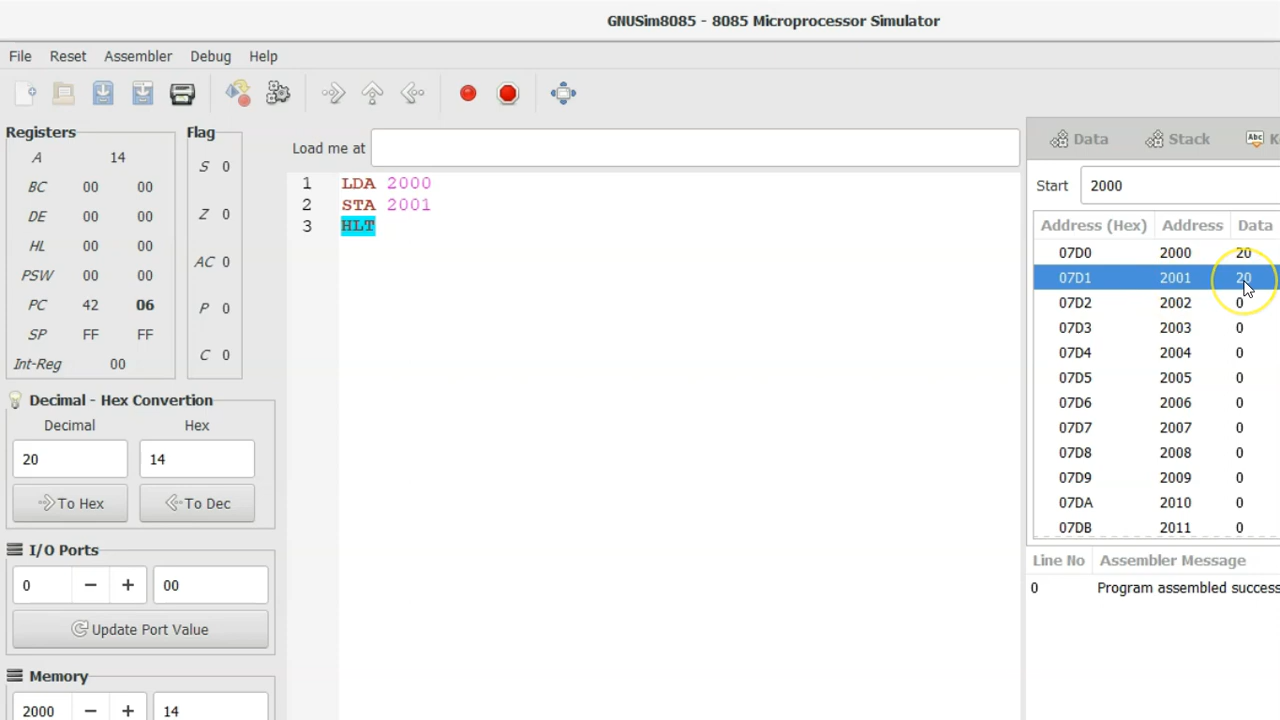 GNUSim8085 - 8085 Microprocessor Simulator
File Reset Assembler Debug Help
Registers
A 14
BC 00 00
DE 00 00
HL 00 00
PSW 00 00
PC 42 06
SP FF FF
Int-Reg 00
Flag
S 0
Z 0
AC 0
P 0
C 0
Decimal - Hex Convertion
Decimal Hex
20 14
To Hex To Dec
I/O Ports
0 − + 00
Update Port Value
Memory
2000 − + 14
Load me at
1 LDA 2000
2 STA 2001
3 HLT
Data Stack Abc K
Start 2000
Address (Hex) Address Data
07D0 2000 20
07D1 2001 20
07D2 2002 0
07D3 2003 0
07D4 2004 0
07D5 2005 0
07D6 2006 0
07D7 2007 0
07D8 2008 0
07D9 2009 0
07DA 2010 0
07DB 2011 0
Line No Assembler Message
0 Program assembled success